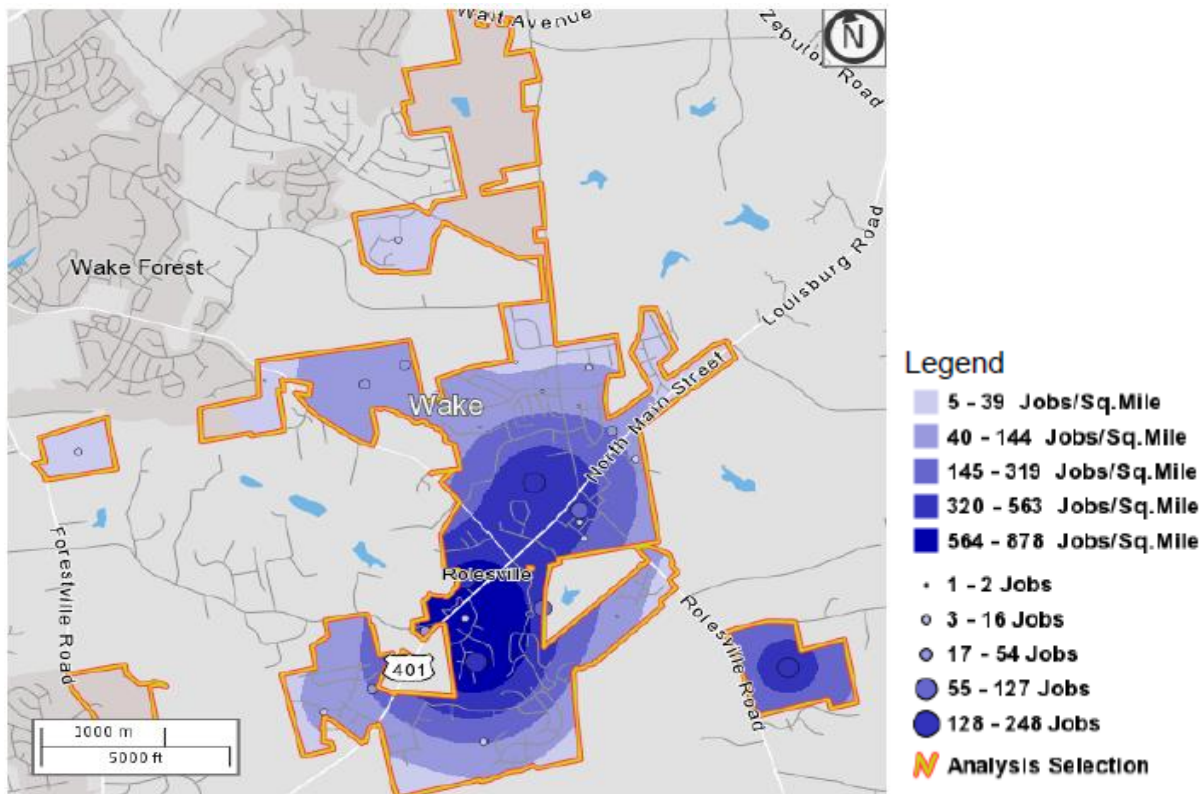 Wait Avenue
Zebulon Road
N
Wake Forest
Louisburg Road
Wake
North Main Street
Rolesville
Forestville Road
Rolesville Road
401
1000 m
5000 ft
Legend
5 - 39 Jobs/Sq.Mile
40 - 144 Jobs/Sq.Mile
145 - 319 Jobs/Sq.Mile
320 - 563 Jobs/Sq.Mile
564 - 878 Jobs/Sq.Mile
1 - 2 Jobs
3 - 16 Jobs
17 - 54 Jobs
55 - 127 Jobs
128 - 248 Jobs
N Analysis Selection